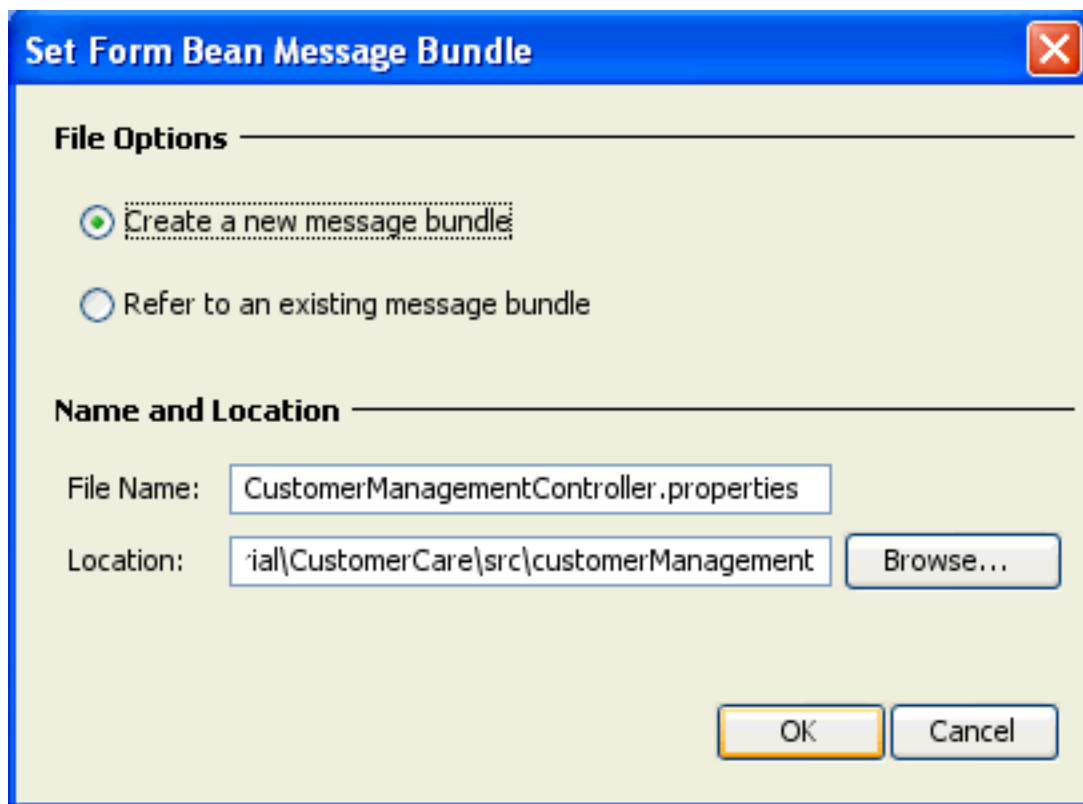 Set Form Bean Message Bundle
File Options
Create a new message bundle
Refer to an existing message bundle
Name and Location
File Name: CustomerManagementController.properties
Location: ial\CustomerCare\src\customerManagement Browse...
OK Cancel